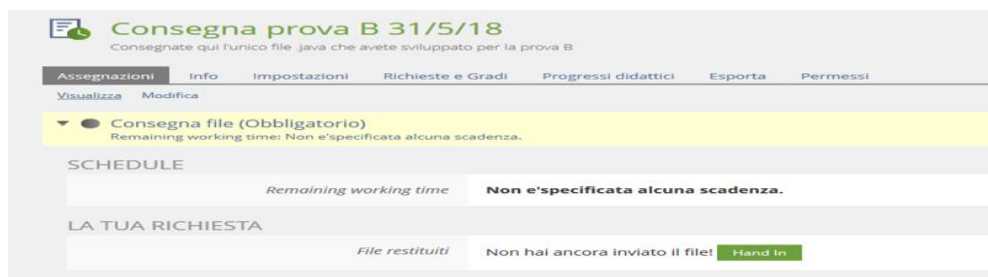 Consegna prova B 31/5/18
Consegnate qui l'unico file .java che avete sviluppato per la prova B
Assegnazioni Info Impostazioni Richieste e Gradi Progressi didattici Esporta Permessi
Visualizza Modifica
Consegna file (Obbligatorio)
Remaining working time: Non e'specificata alcuna scadenza.
SCHEDULE
Remaining working time Non e'specificata alcuna scadenza.
LA TUA RICHIESTA
File restituiti Non hai ancora inviato il file! Hand In